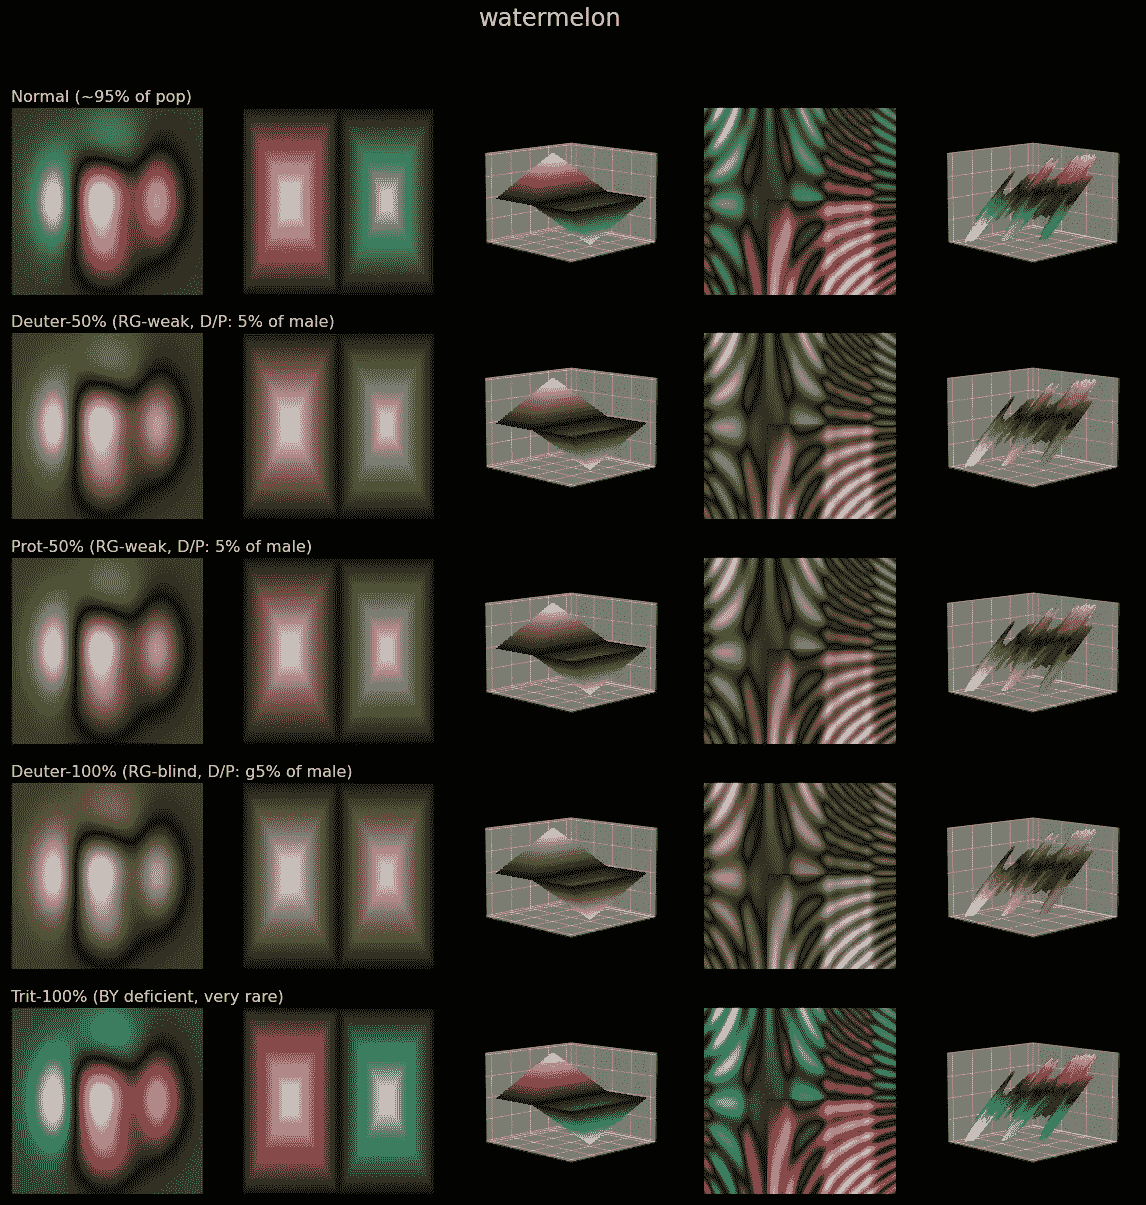 watermelon
Normal (~95% of pop)
Deuter-50% (RG-weak, D/P: 5% of male)
Prot-50% (RG-weak, D/P: 5% of male)
Deuter-100% (RG-blind, D/P: g5% of male)
Trit-100% (BY deficient, very rare)